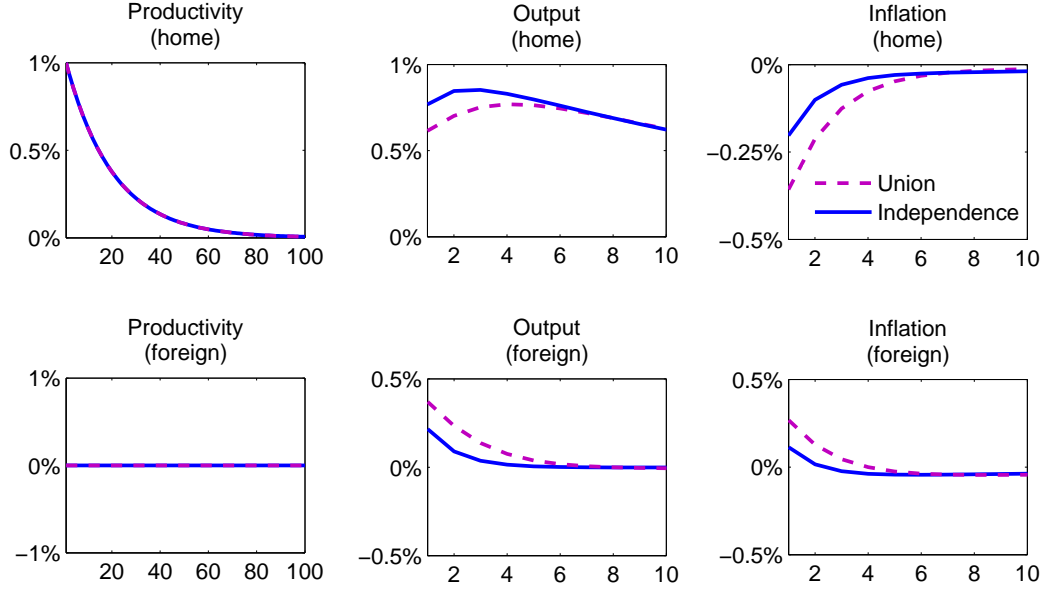 Productivity
(home)
1%
0.5%
0%
20 40 60 80 100
Output
(home)
1%
0.5%
0%
2 4 6 8 10
Inflation
(home)
0%
−0.25%
−0.5%
Union
Independence
2 4 6 8 10
Productivity
(foreign)
1%
0%
−1%
20 40 60 80 100
Output
(foreign)
0.5%
0%
−0.5%
2 4 6 8 10
Inflation
(foreign)
0.5%
0%
−0.5%
2 4 6 8 10